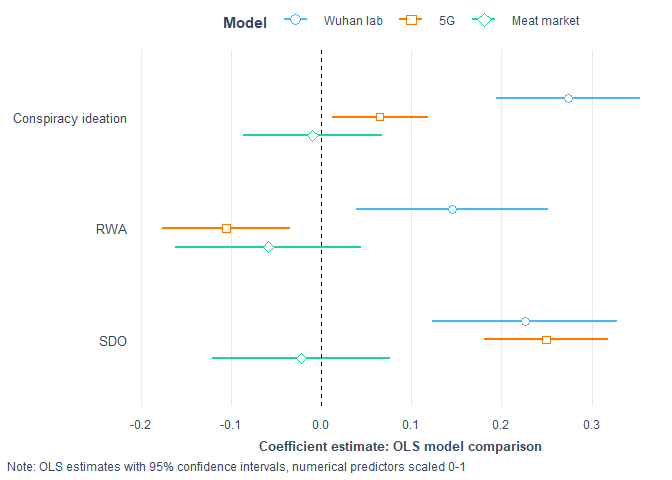 Model Wuhan lab 5G Meat market
Conspiracy ideation
RWA
SDO
-0.2 -0.1 0.0 0.1 0.2 0.3
Coefficient estimate: OLS model comparison
Note: OLS estimates with 95% confidence intervals, numerical predictors scaled 0-1